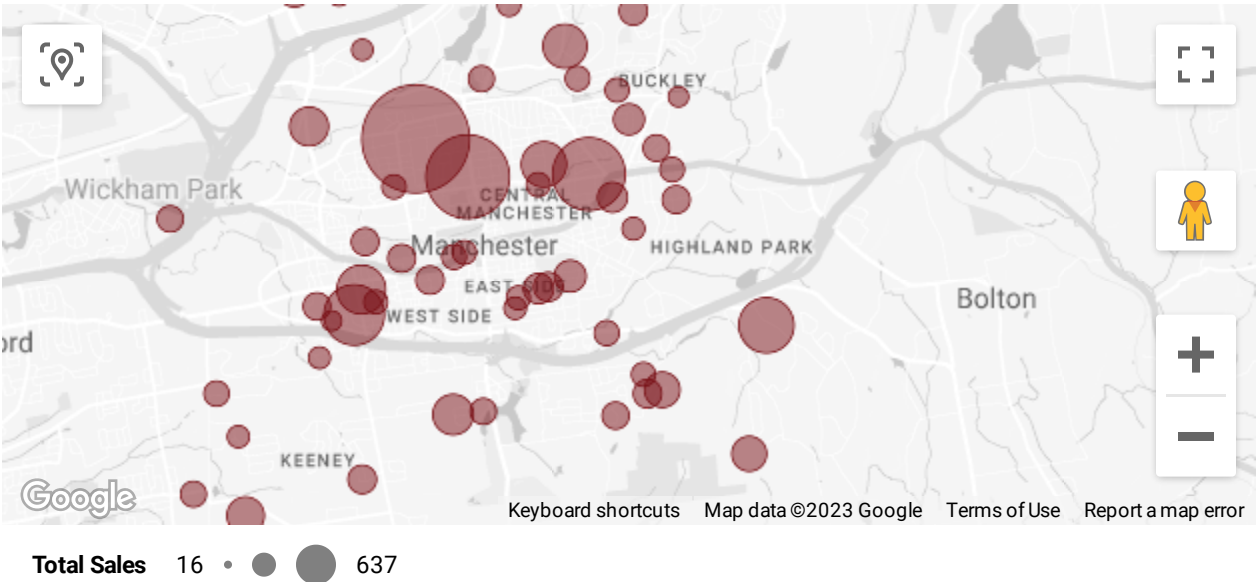 BUCKLEY
Wickham Park
CENTRAL
MANCHESTER
Manchester
HIGHLAND PARK
EAST SIDE
Bolton
WEST SIDE
ord
KEENEY
Google
Keyboard shortcuts Map data ©2023 Google Terms of Use Report a map error
Total Sales 16 637